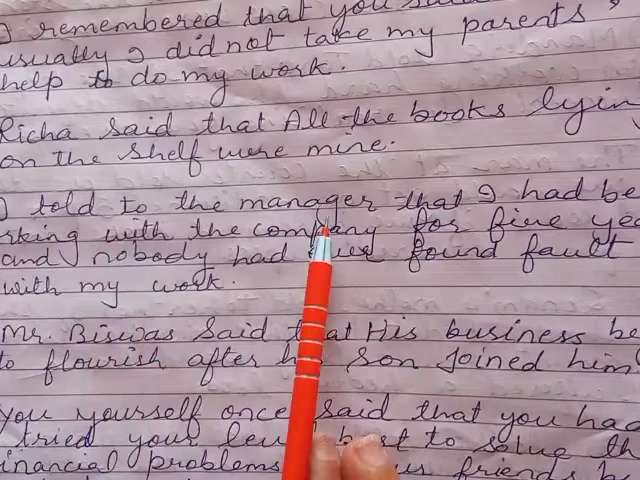 I remembered that you said
usually I did not take my parents'
help to do my work.
Richa said that All the books lyin
on the shelf were mine.
I told to the manager that I had be
rking with the company for five yea
and nobody had ever found fault
with my work.
Mr. Biswas Said that His business be
to flourish after his Son Joined him
You yourself once said that you had
tried your best to solve th
inancial problems friends